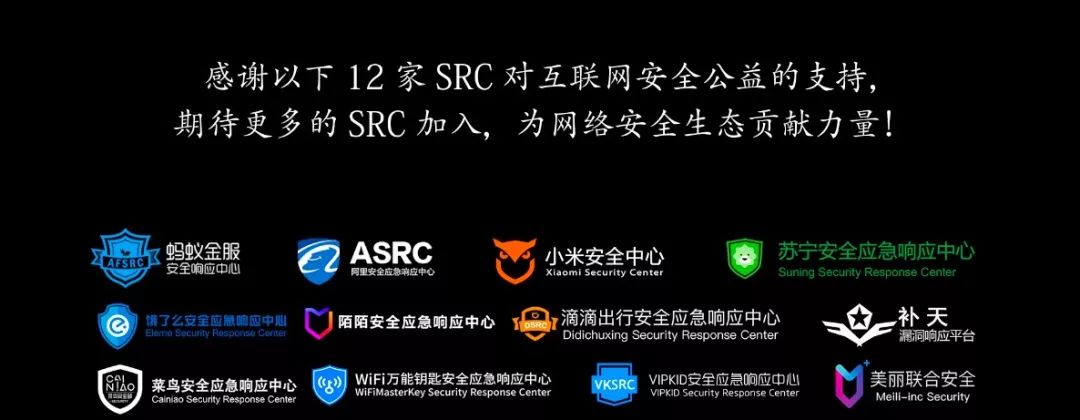 感谢以下 12 家 SRC 对互联网安全公益的支持,
期待更多的 SRC 加入, 为网络安全生态贡献力量!
AFSRC
蚂蚁金服
安全响应中心
ASRC
阿里安全应急响应中心
小米安全中心
Xiaomi Security Center
苏宁安全应急响应中心
Suning Security Response Center
饿了么安全应急响应中心
Eleme Security Response Center
陌陌安全应急响应中心
DSRC
滴滴出行安全应急响应中心
Didichuxing Security Response Center
补天
漏洞响应平台
CAI
NIAO
菜鸟安全应急响应中心
Cainiao Security Response Center
WiFi万能钥匙安全应急响应中心
WiFiMasterKey Security Response Center
VKSRC
VIPKID安全应急响应中心
VIPKID Security Response Center
美丽联合安全
Meili-inc Security